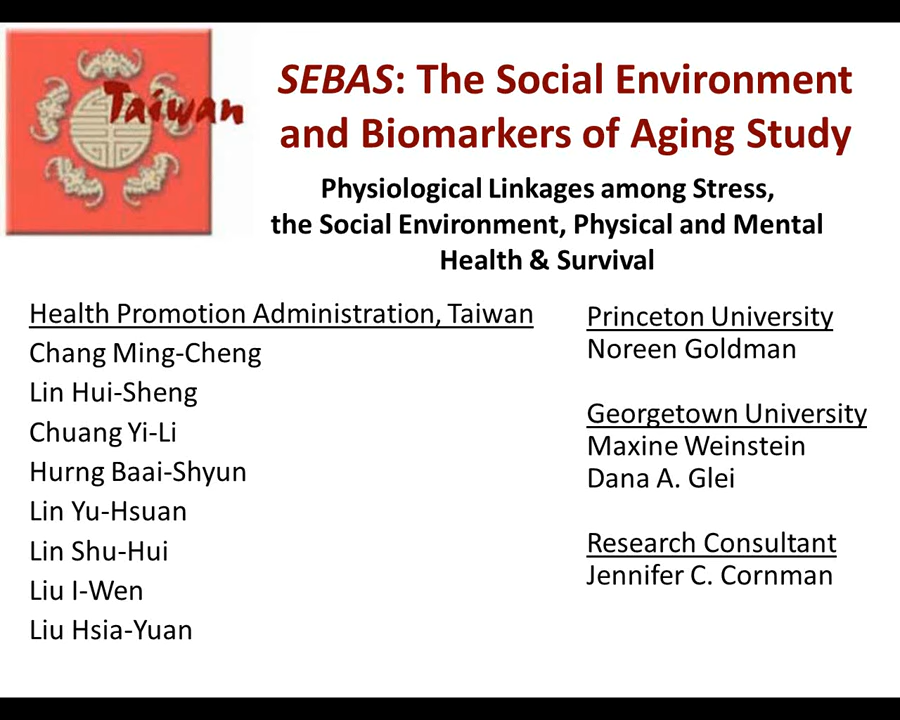 Taiwan
SEBAS: The Social Environment
and Biomarkers of Aging Study
Physiological Linkages among Stress,
the Social Environment, Physical and Mental
Health & Survival
Health Promotion Administration, Taiwan
Chang Ming-Cheng
Lin Hui-Sheng
Chuang Yi-Li
Hurng Baai-Shyun
Lin Yu-Hsuan
Lin Shu-Hui
Liu I-Wen
Liu Hsia-Yuan
Princeton University
Noreen Goldman
Georgetown University
Maxine Weinstein
Dana A. Glei
Research Consultant
Jennifer C. Cornman